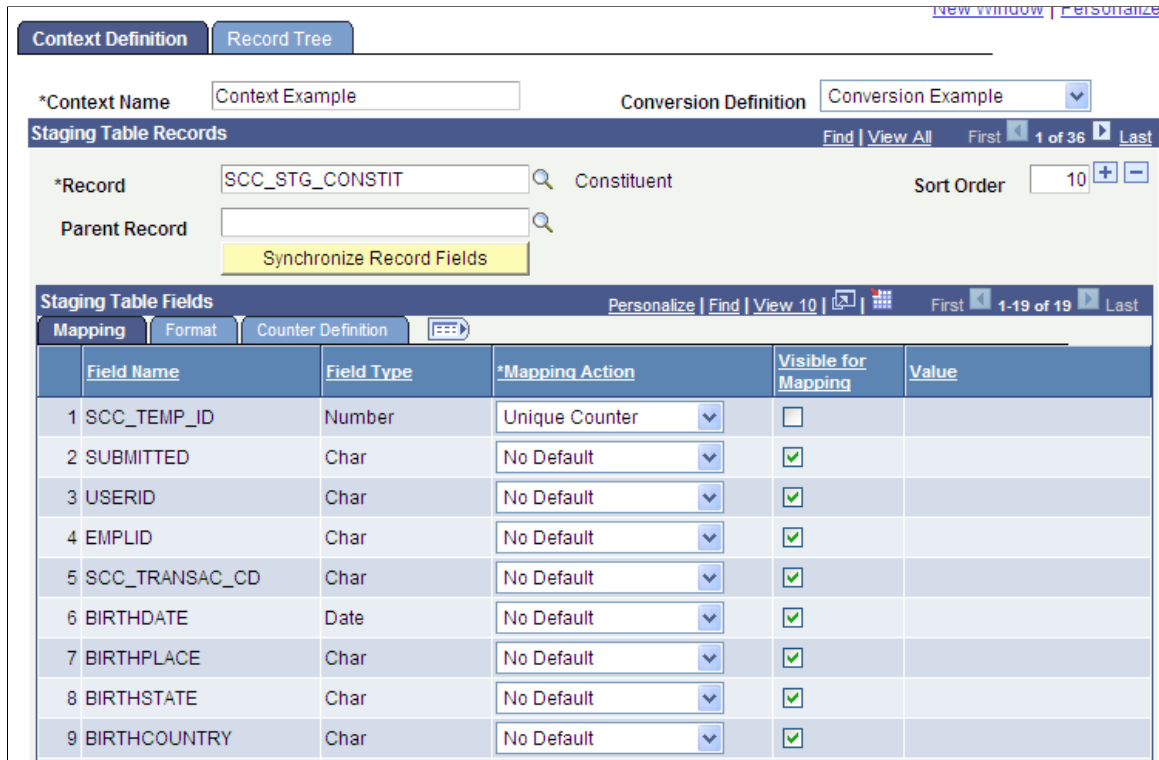 New Window | Personalize
Context Definition Record Tree
*Context Name Context Example Conversion Definition Conversion Example
Staging Table Records Find | View All First 1 of 36 Last
*Record SCC_STG_CONSTIT Constituent Sort Order 10
Parent Record
Synchronize Record Fields
Staging Table Fields Personalize | Find | View 10 | | First 1-19 of 19 Last
Mapping Format Counter Definition
Field Name Field Type *Mapping Action Visible for Mapping Value
1 SCC_TEMP_ID Number Unique Counter
2 SUBMITTED Char No Default
3 USERID Char No Default
4 EMPLID Char No Default
5 SCC_TRANSAC_CD Char No Default
6 BIRTHDATE Date No Default
7 BIRTHPLACE Char No Default
8 BIRTHSTATE Char No Default
9 BIRTHCOUNTRY Char No Default